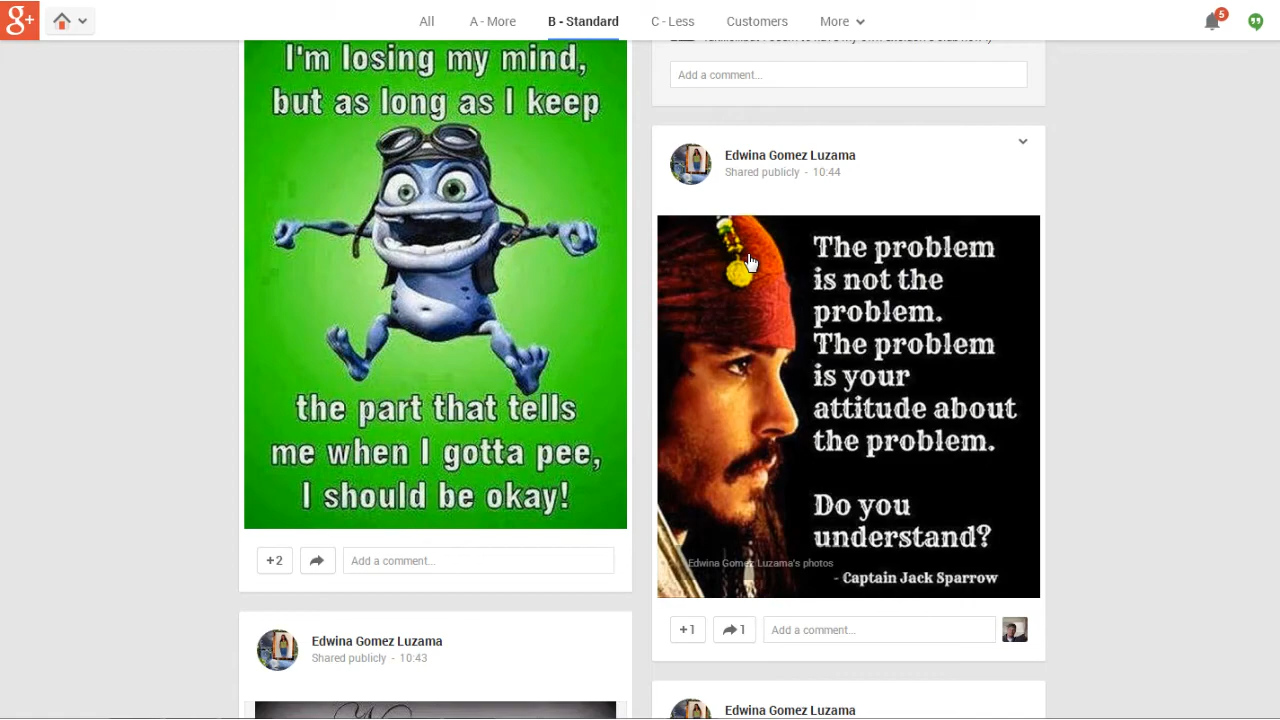 g+
All
A - More
B - Standard
C - Less
Customers
More
5
I'm losing my mind,
but as long as I keep
the part that tells
me when I gotta pee,
I should be okay!
+2
Add a comment...
Edwina Gomez Luzama
Shared publicly - 10:43
Add a comment...
Edwina Gomez Luzama
Shared publicly - 10:44
The problem
is not the
problem.
The problem
is your
attitude about
the problem.
Do you
understand?
- Captain Jack Sparrow
Edwina Gomez Luzama's photos
+1
1
Add a comment...
Edwina Gomez Luzama